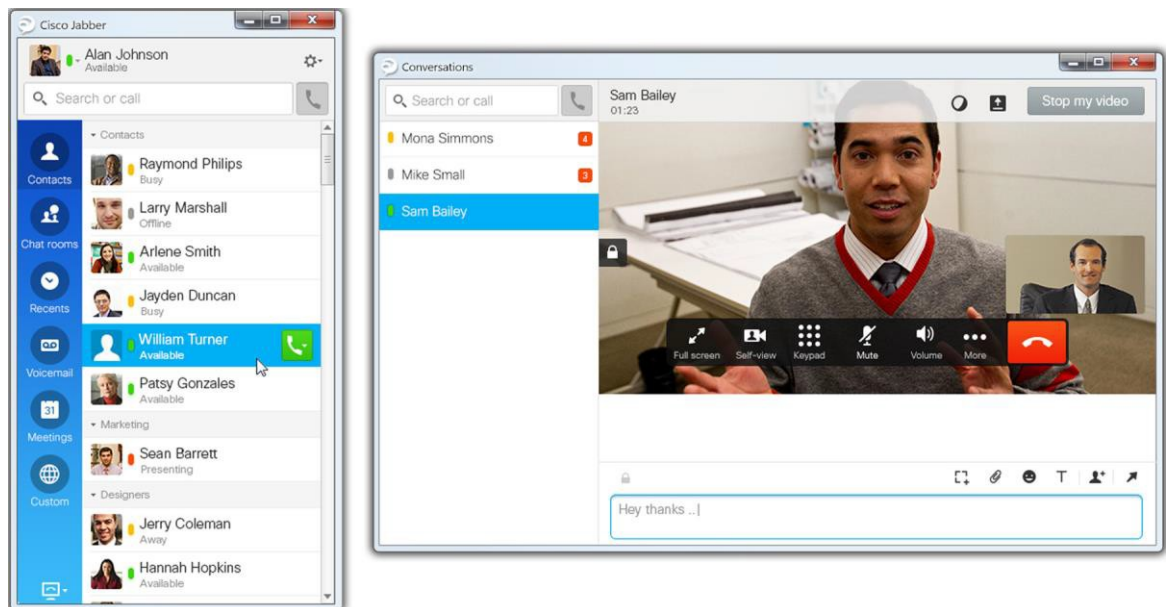 Cisco Jabber
Alan Johnson
Available
Search or call
Contacts
Chat rooms
Recents
Voicemail
31
Meetings
Custom
Contacts
Raymond Philips
Busy
Larry Marshall
Offline
Arlene Smith
Available
Jayden Duncan
Busy
William Turner
Available
Patsy Gonzales
Available
Marketing
Sean Barrett
Presenting
Designers
Jerry Coleman
Away
Hannah Hopkins
Available
Conversations
Search or call
Mona Simmons 4
Mike Small 3
Sam Bailey
Sam Bailey
01:23
Stop my video
Full screen Self-view Keypad Mute Volume More
T
Hey thanks ..